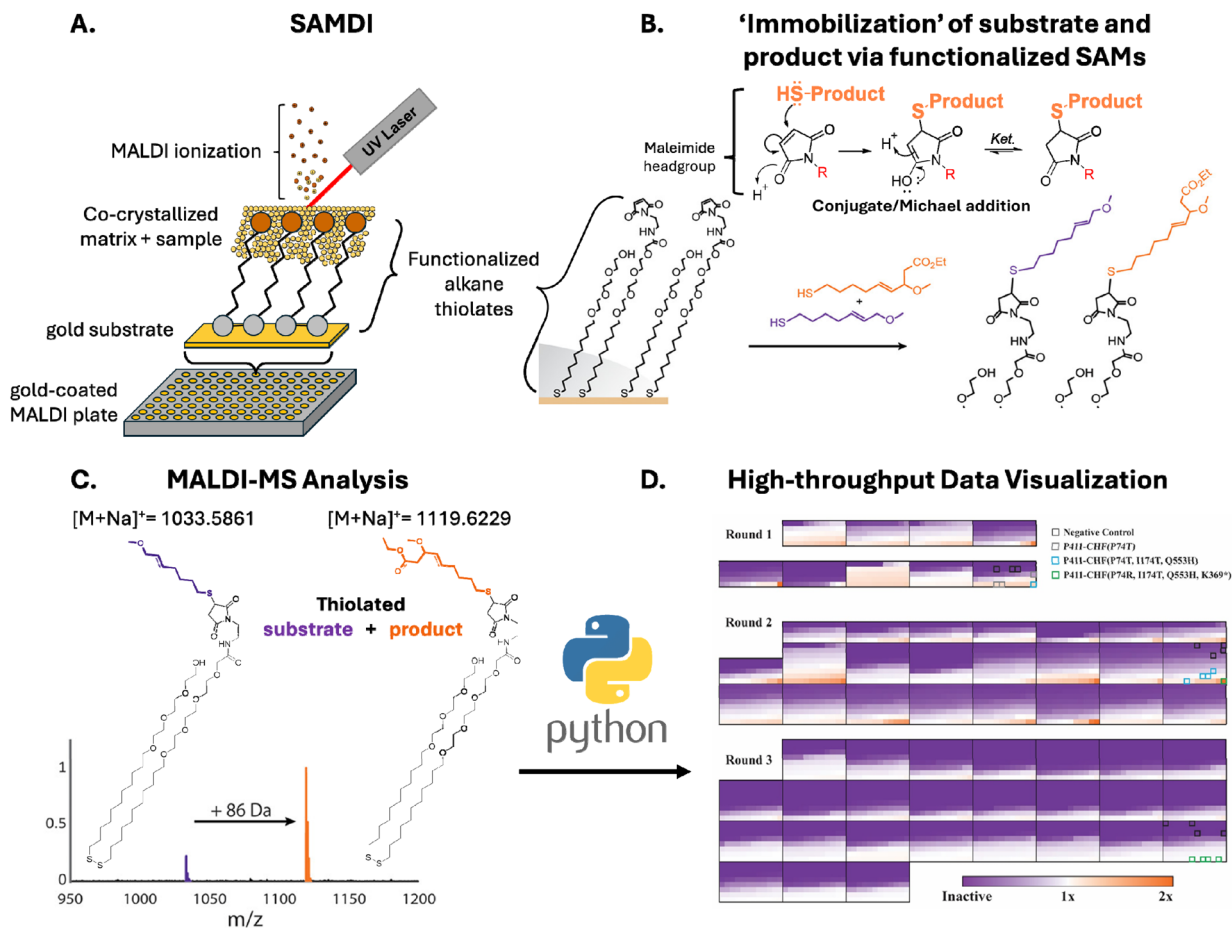 A.
SAMDI
MALDI ionization
UV Laser
Co-crystallized
matrix + sample
gold substrate
gold-coated
MALDI plate
Functionalized
alkane
thiolates
B.
‘Immobilization’ of substrate and
product via functionalized SAMs
Maleimide
headgroup
HS-Product
S-Product
S-Product
O
N
R
O
H+
H+
HO
N
R
O
Ket.
O
N
R
O
Conjugate/Michael addition
CO2Et
HS
O
+
HS
O
CO2Et
O
O
S
S
O
N
O
HN
O
O
OH
O
O
O
N
O
HN
O
O
OH
O
O
C.
MALDI-MS Analysis
[M+Na]+= 1033.5861
[M+Na]+= 1119.6229
Thiolated
substrate + product
+ 86 Da
1
0.5
0
950
1000
1050
1100
1150
1200
m/z
python
D.
High-throughput Data Visualization
Round 1
Negative Control
P411-CHF(P74T)
P411-CHF(P74T, I174T, Q553H)
P411-CHF(P74R, I174T, Q553H, K369*)
Round 2
Round 3
Inactive
1x
2x